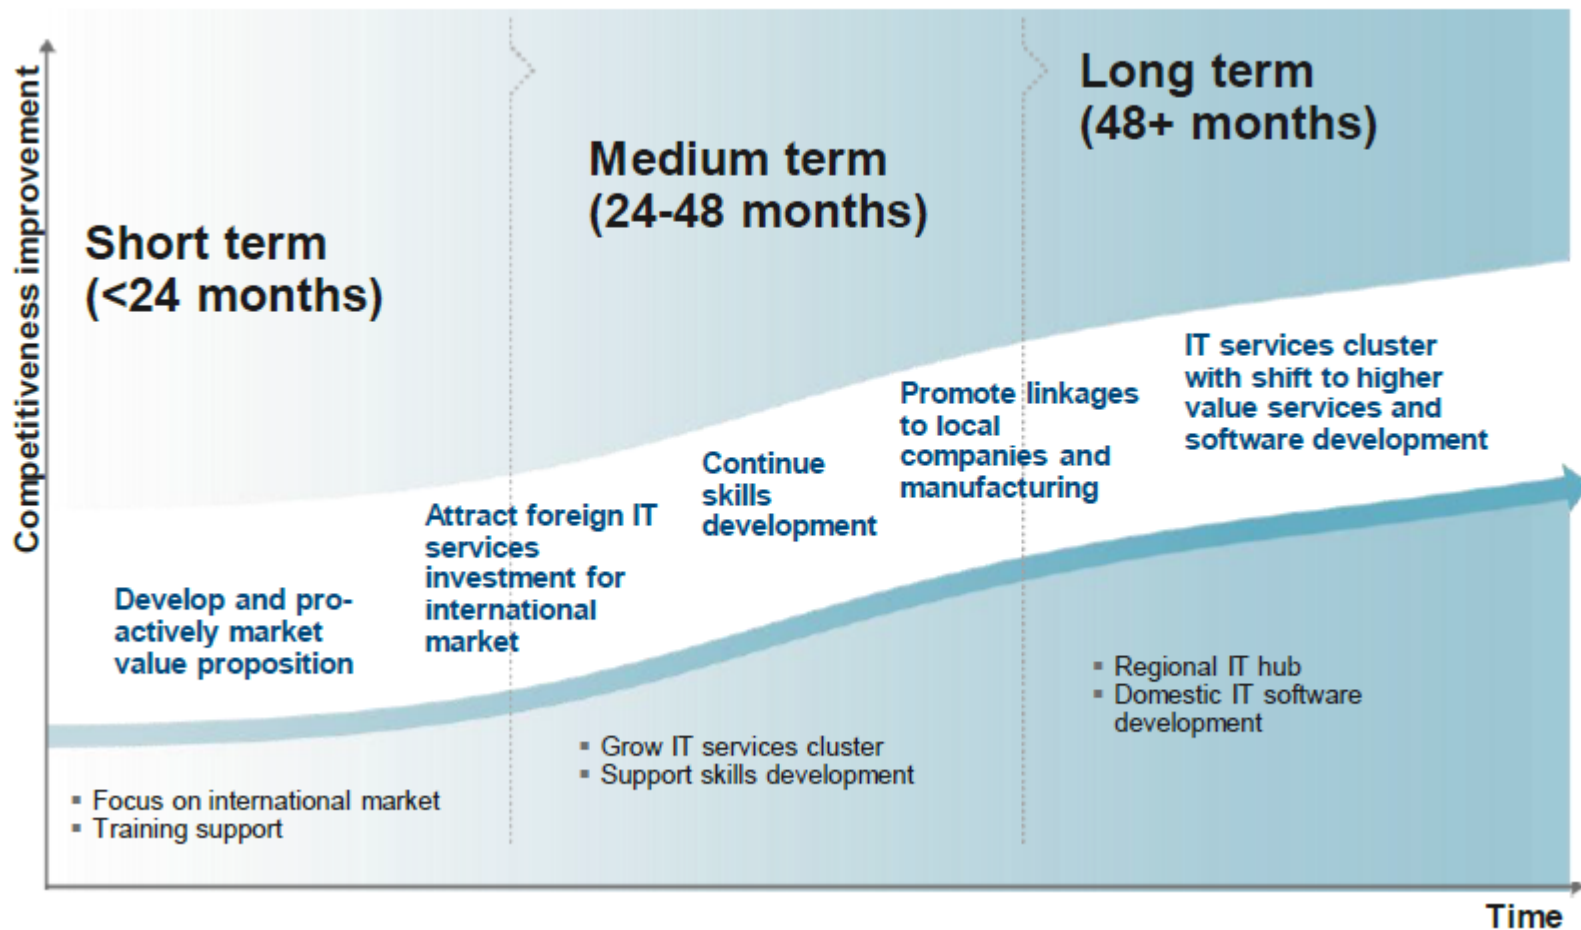 Competitiveness improvement
Short term
(<24 months)
Medium term
(24-48 months)
Long term
(48+ months)
Develop and pro-
actively market
value proposition
Attract foreign IT
services
investment for
international
market
Continue
skills
development
Promote linkages
to local
companies and
manufacturing
IT services cluster
with shift to higher
value services and
software development
▪ Focus on international market
▪ Training support
▪ Grow IT services cluster
▪ Support skills development
▪ Regional IT hub
▪ Domestic IT software
development
Time